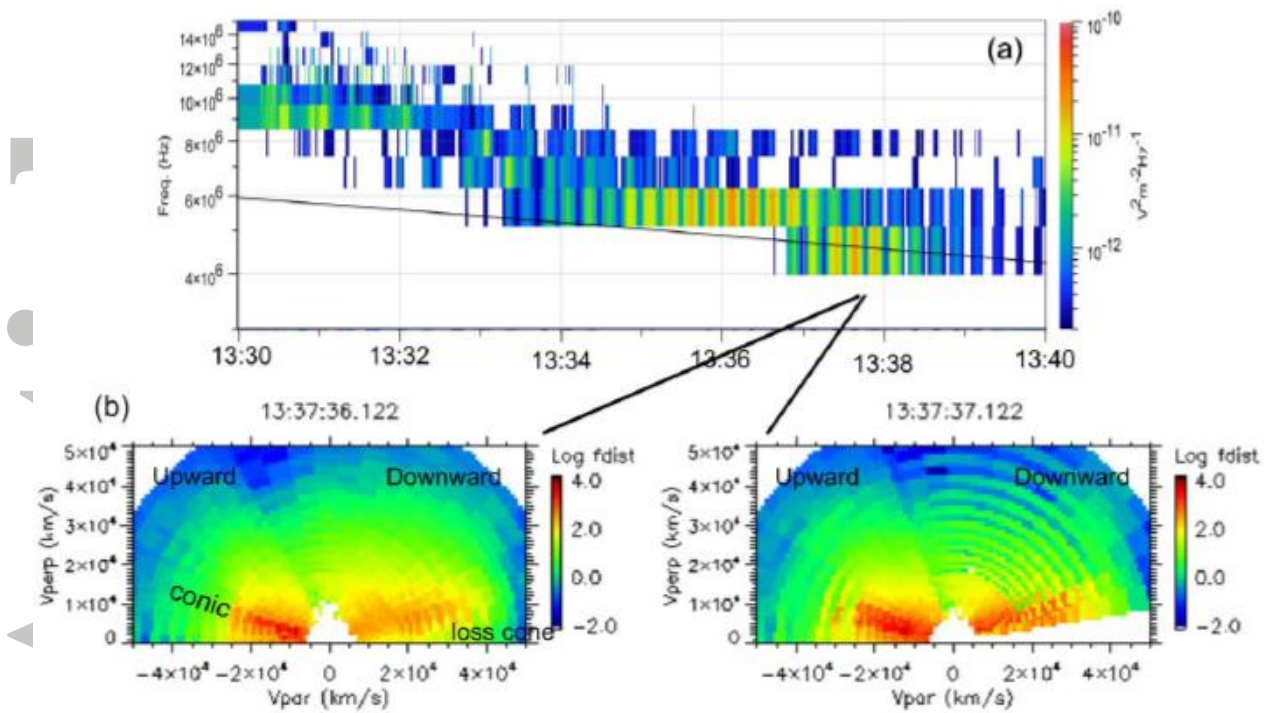 (a)
14×10⁶
12×10⁶
10×10⁶
8×10⁶
6×10⁶
4×10⁶
Freq. (Hz)
10⁻¹⁰
10⁻¹¹
10⁻¹²
V²m⁻²Hz⁻¹
13:30 13:32 13:34 13:36 13:38 13:40
(b)
13:37:36.122
5×10⁴
4×10⁴
3×10⁴
2×10⁴
1×10⁴
0
Vperp (km/s)
Upward Downward
conic
loss cone
Log fdist
4.0
2.0
0.0
−2.0
−4×10⁴ −2×10⁴ 0 2×10⁴ 4×10⁴
Vpar (km/s)
13:37:37.122
5×10⁴
4×10⁴
3×10⁴
2×10⁴
1×10⁴
0
Vperp (km/s)
Upward Downward
Log fdist
4.0
2.0
0.0
−2.0
−4×10⁴ −2×10⁴ 0 2×10⁴ 4×10⁴
Vpar (km/s)